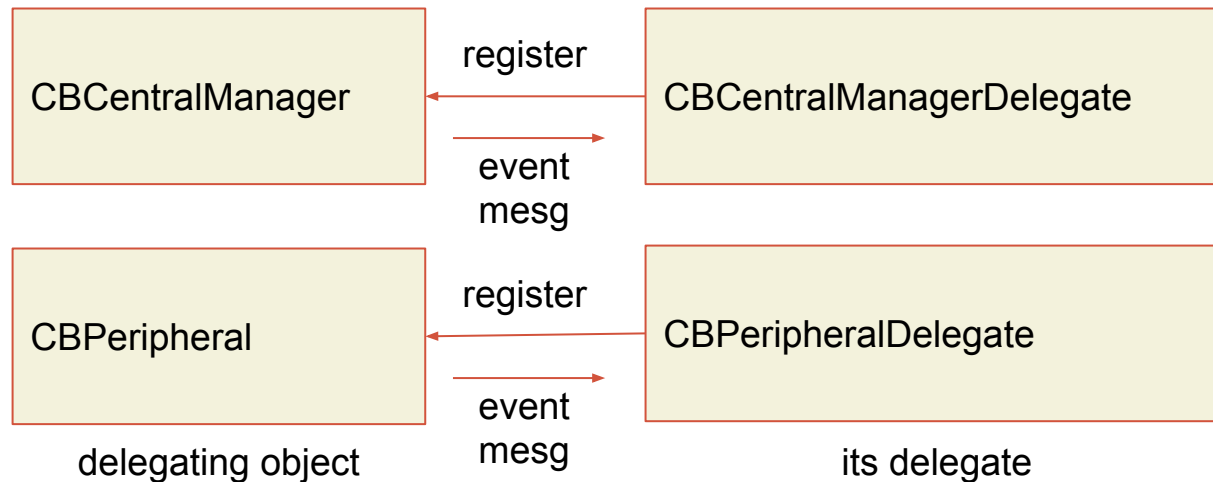 register
CBCentralManager
CBCentralManagerDelegate
event
mesg
register
CBPeripheral
CBPeripheralDelegate
event
mesg
delegating object
its delegate